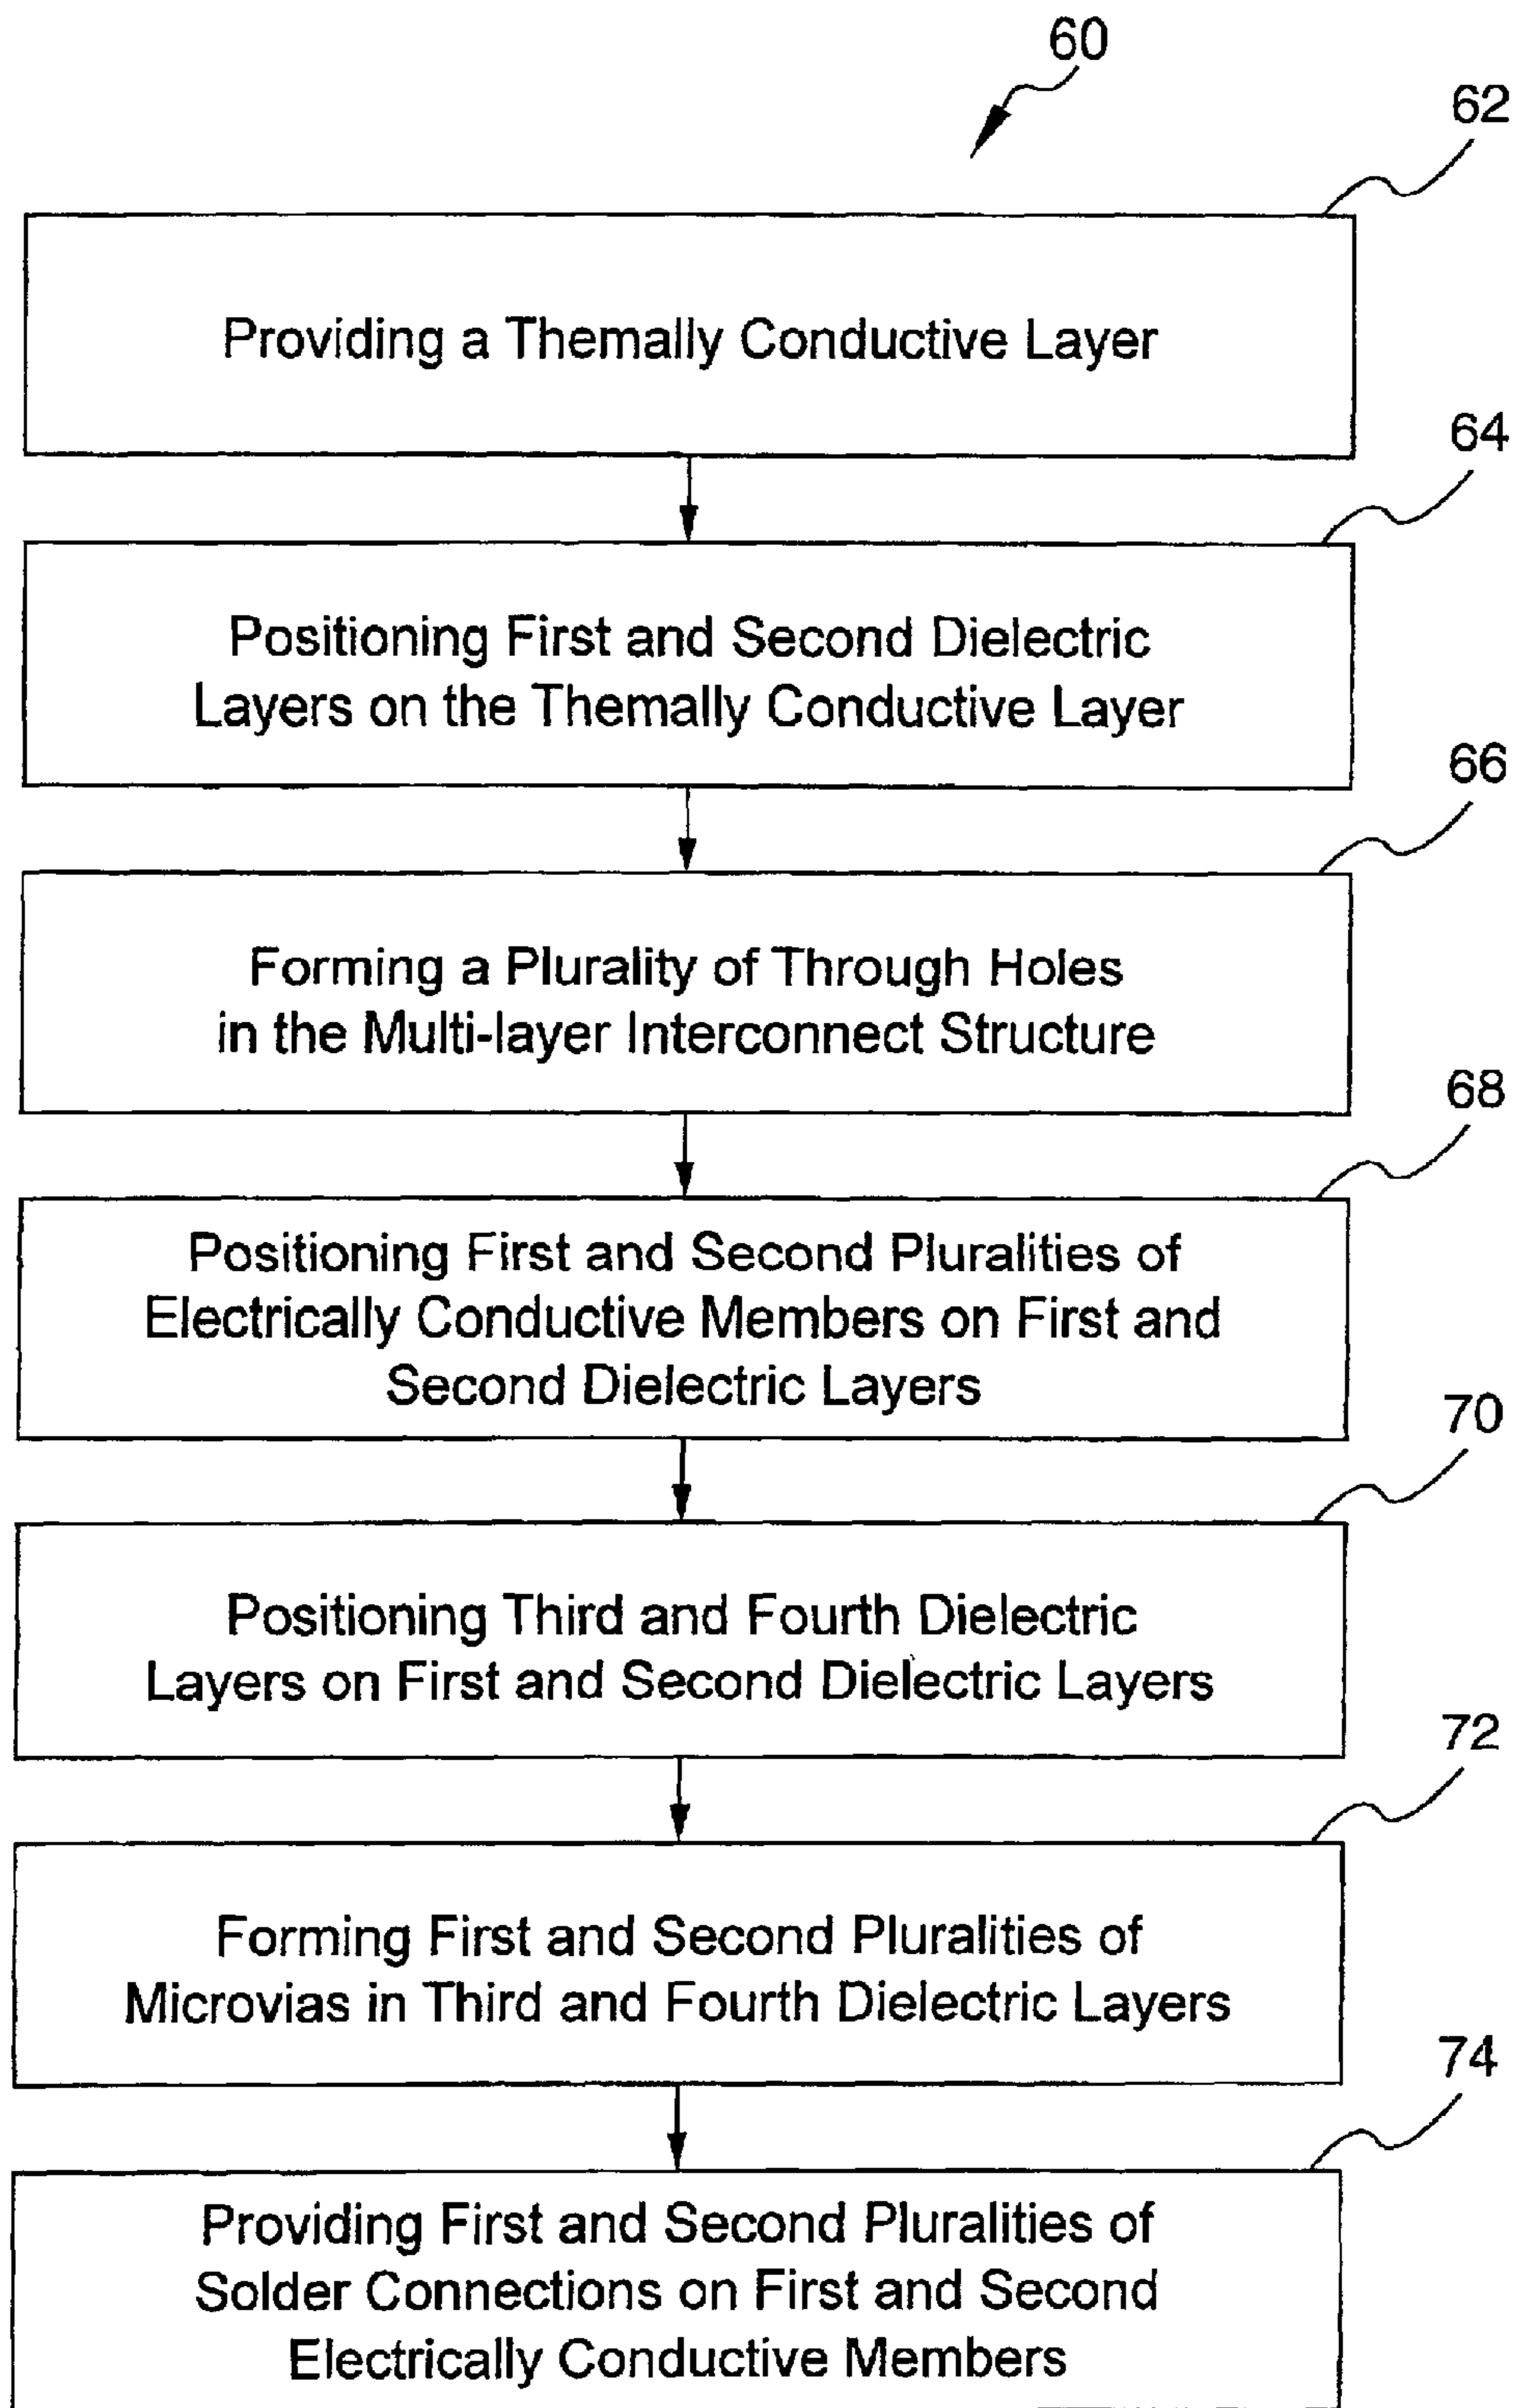 60
62
Providing a Themally Conductive Layer
64
Positioning First and Second Dielectric
Layers on the Themally Conductive Layer
66
Forming a Plurality of Through Holes
in the Multi-layer Interconnect Structure
68
Positioning First and Second Pluralities of
Electrically Conductive Members on First and
Second Dielectric Layers
70
Positioning Third and Fourth Dielectric
Layers on First and Second Dielectric Layers
72
Forming First and Second Pluralities of
Microvias in Third and Fourth Dielectric Layers
74
Providing First and Second Pluralities of
Solder Connections on First and Second
Electrically Conductive Members